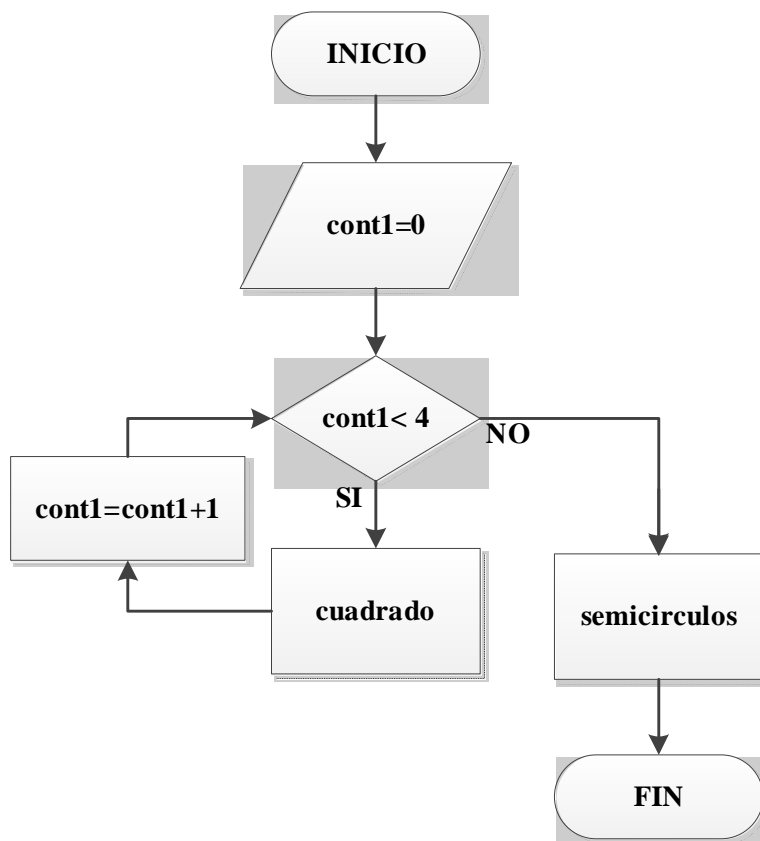 INICIO
cont1=0
cont1< 4
NO
SI
cont1=cont1+1
cuadrado
semicirculos
FIN